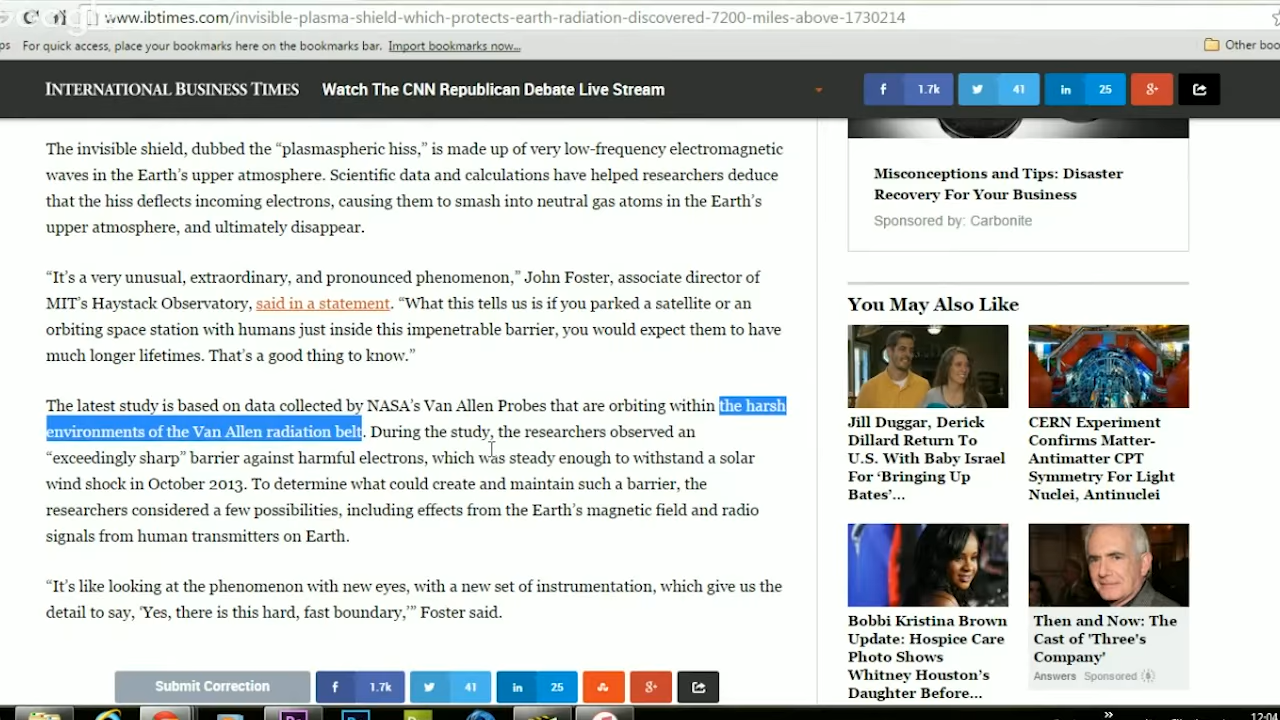 www.ibtimes.com/invisible-plasma-shield-which-protects-earth-radiation-discovered-7200-miles-above-1730214
ps For quick access, place your bookmarks here on the bookmarks bar. Import bookmarks now... Other boo
INTERNATIONAL BUSINESS TIMES Watch The CNN Republican Debate Live Stream
f 1.7k 41 in 25 g+
The invisible shield, dubbed the “plasmaspheric hiss,” is made up of very low-frequency electromagnetic
waves in the Earth’s upper atmosphere. Scientific data and calculations have helped researchers deduce
that the hiss deflects incoming electrons, causing them to smash into neutral gas atoms in the Earth’s
upper atmosphere, and ultimately disappear.
“It’s a very unusual, extraordinary, and pronounced phenomenon,” John Foster, associate director of
MIT’s Haystack Observatory, said in a statement. “What this tells us is if you parked a satellite or an
orbiting space station with humans just inside this impenetrable barrier, you would expect them to have
much longer lifetimes. That’s a good thing to know.”
The latest study is based on data collected by NASA’s Van Allen Probes that are orbiting within the harsh
environments of the Van Allen radiation belt. During the study, the researchers observed an
“exceedingly sharp” barrier against harmful electrons, which was steady enough to withstand a solar
wind shock in October 2013. To determine what could create and maintain such a barrier, the
researchers considered a few possibilities, including effects from the Earth’s magnetic field and radio
signals from human transmitters on Earth.
“It’s like looking at the phenomenon with new eyes, with a new set of instrumentation, which give us the
detail to say, ‘Yes, there is this hard, fast boundary,’” Foster said.
Submit Correction f 1.7k 41 in 25 g+
Misconceptions and Tips: Disaster
Recovery For Your Business
Sponsored by: Carbonite
You May Also Like
Jill Duggar, Derick
Dillard Return To
U.S. With Baby Israel
For ‘Bringing Up
Bates’...
CERN Experiment
Confirms Matter-
Antimatter CPT
Symmetry For Light
Nuclei, Antinuclei
Bobbi Kristina Brown
Update: Hospice Care
Photo Shows
Whitney Houston’s
Daughter Before...
Then and Now: The
Cast of 'Three's
Company'
Answers Sponsored
12:04